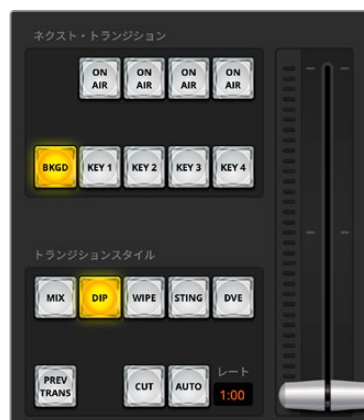 ネクスト・トランジション
ON AIR ON AIR ON AIR ON AIR
BKGD KEY 1 KEY 2 KEY 3 KEY 4
トランジションスタイル
MIX DIP WIPE STING DVE
レート
PREV TRANS CUT AUTO 1:00